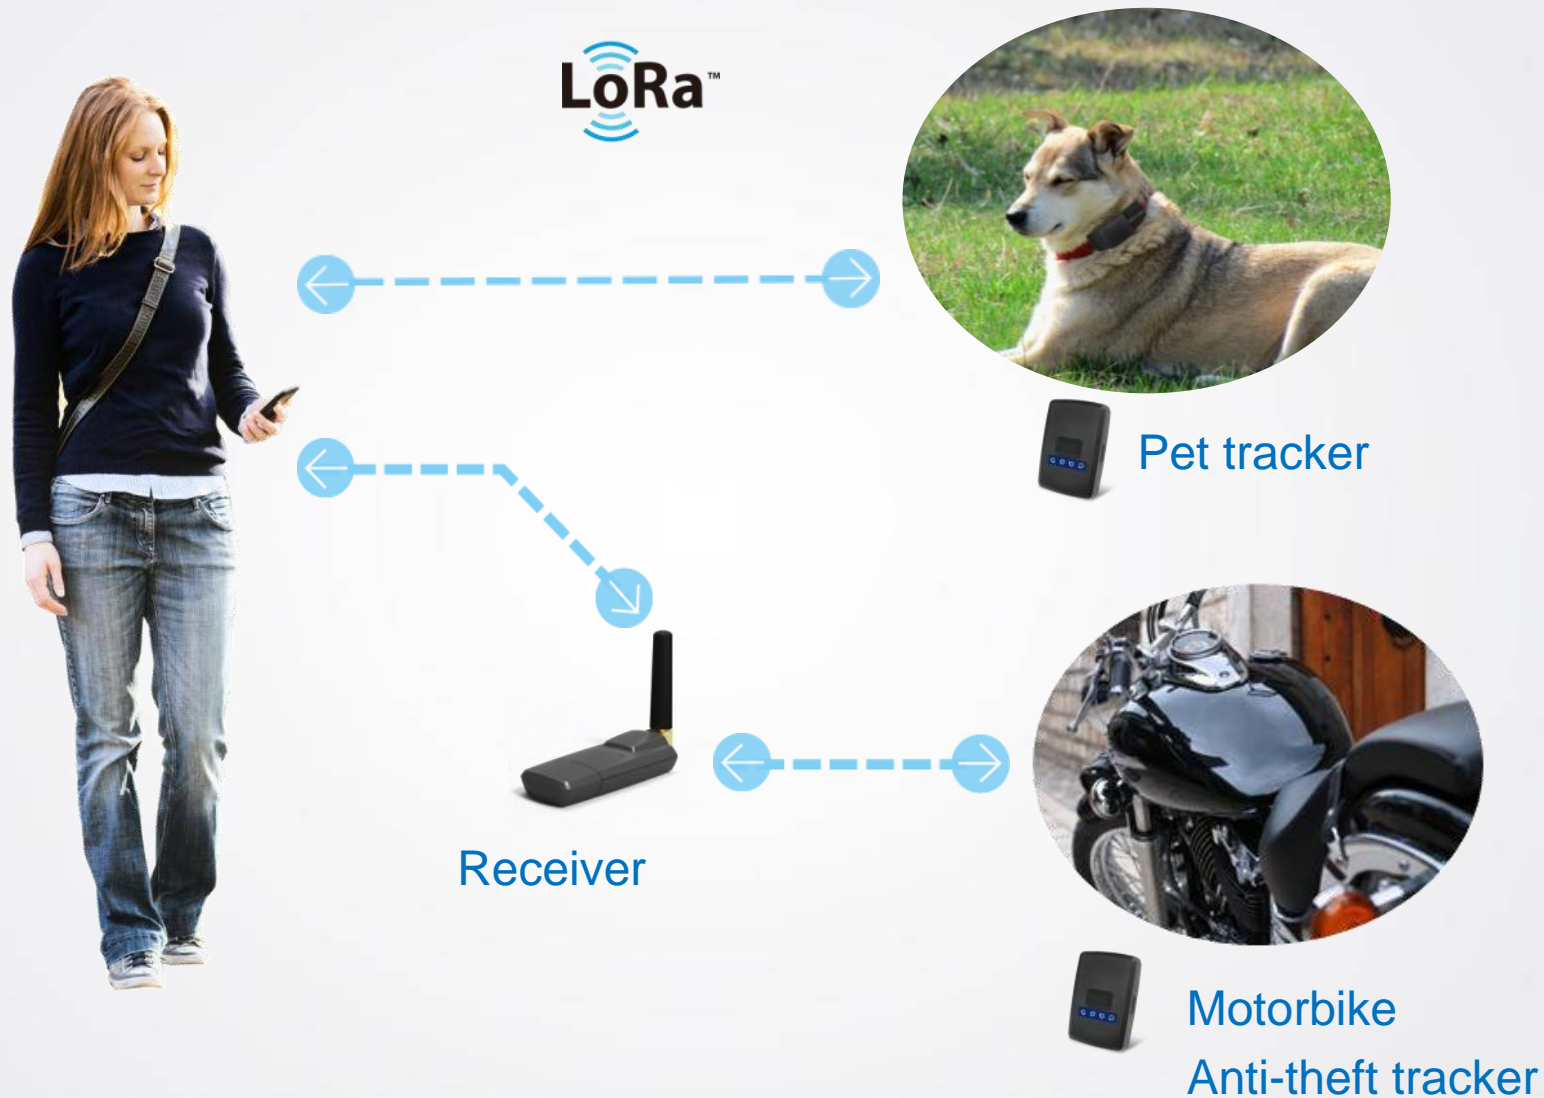 LoRa™
Pet tracker
Receiver
Motorbike
Anti-theft tracker